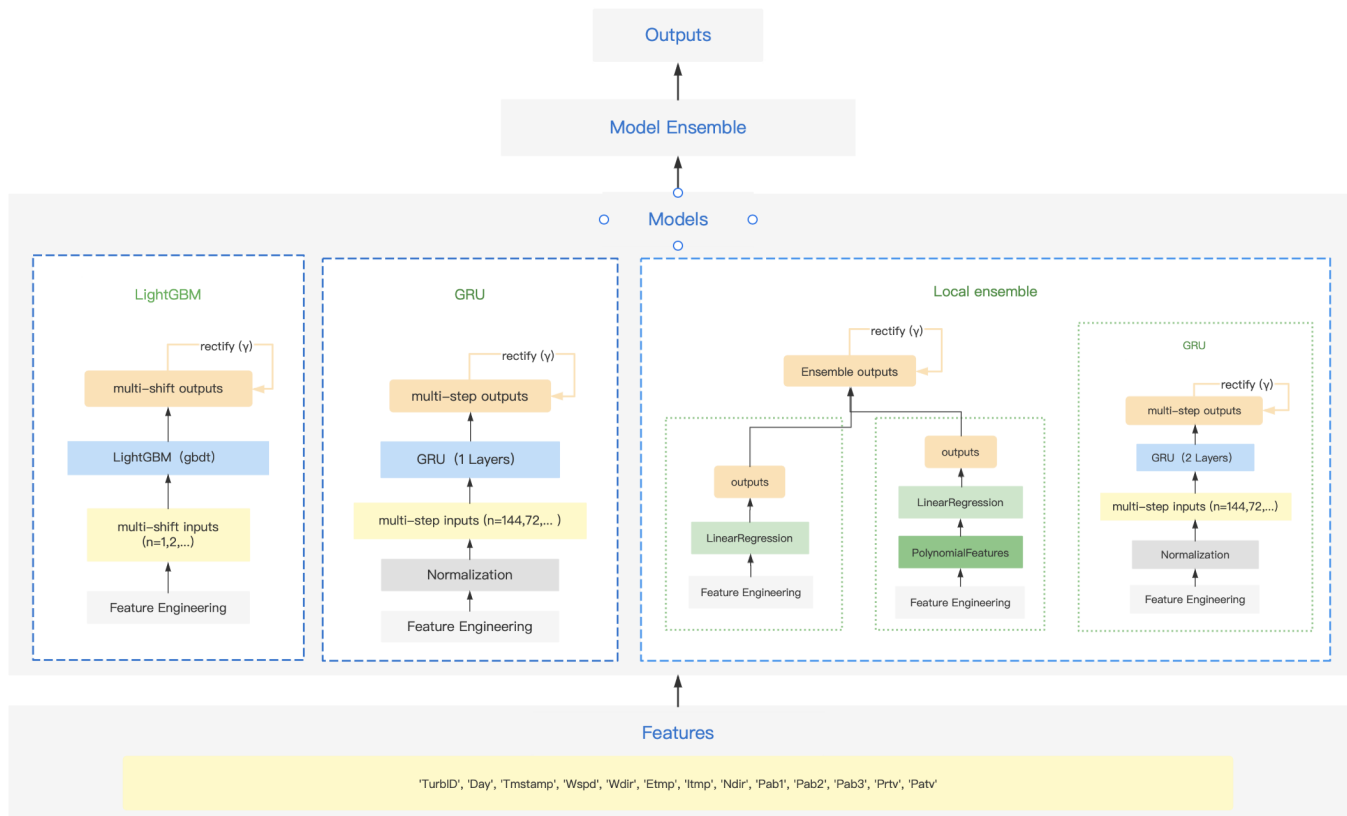 Outputs
Model Ensemble
Models
LightGBM
rectify (γ)
multi-shift outputs
LightGBM (gbdt)
multi-shift inputs
(n=1,2,...)
Feature Engineering
GRU
rectify (γ)
multi-step outputs
GRU (1 Layers)
multi-step inputs (n=144,72,... )
Normalization
Feature Engineering
Local ensemble
rectify (γ)
Ensemble outputs
outputs
LinearRegression
Feature Engineering
outputs
LinearRegression
PolynomialFeatures
Feature Engineering
GRU
rectify (γ)
multi-step outputs
GRU (2 Layers)
multi-step inputs (n=144,72,...)
Normalization
Feature Engineering
Features
'TurbID', 'Day', 'Tmstamp', 'Wspd', 'Wdir', 'Etmp', 'Itmp', 'Ndir', 'Pab1', 'Pab2', 'Pab3', 'Prtv', 'Patv'